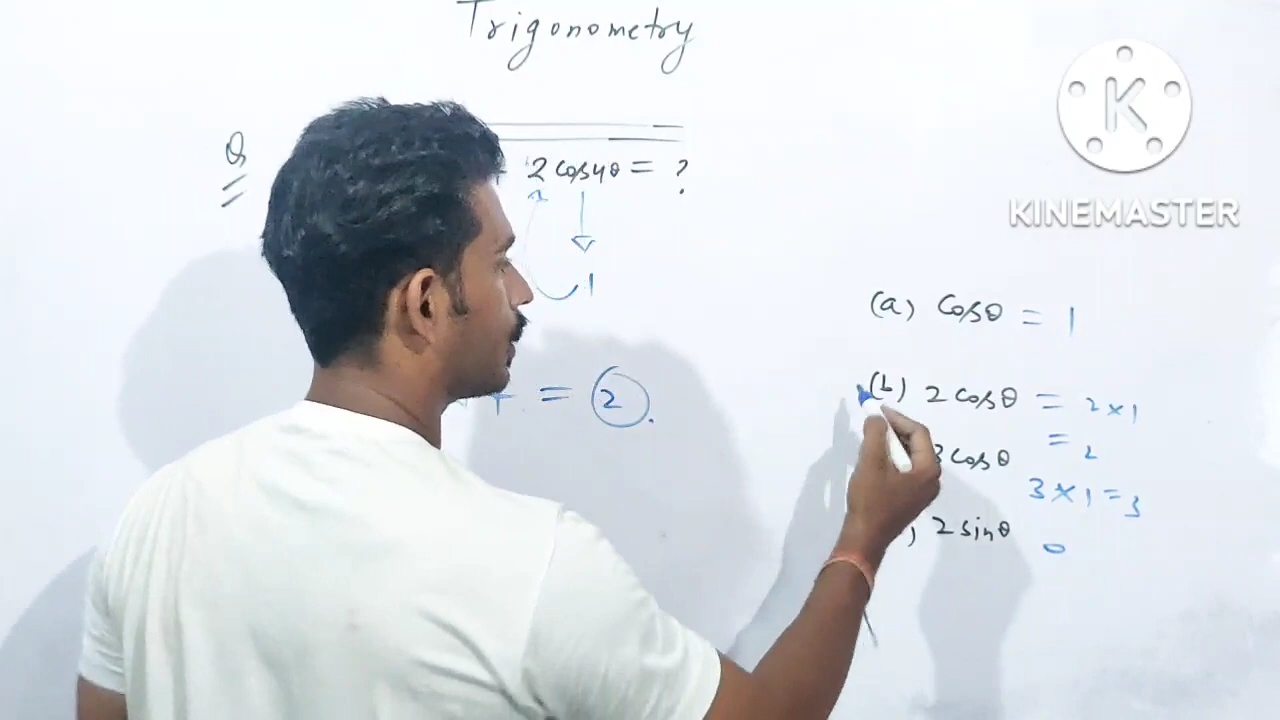 Trigonometry
Q
2 cos4θ = ?
1
= 2.
(a) Cosθ = 1
(b) 2 cosθ = 2 x 1
= 2
3 cosθ
3 x 1 = 3
) 2 sinθ 0
K
KINEMASTER